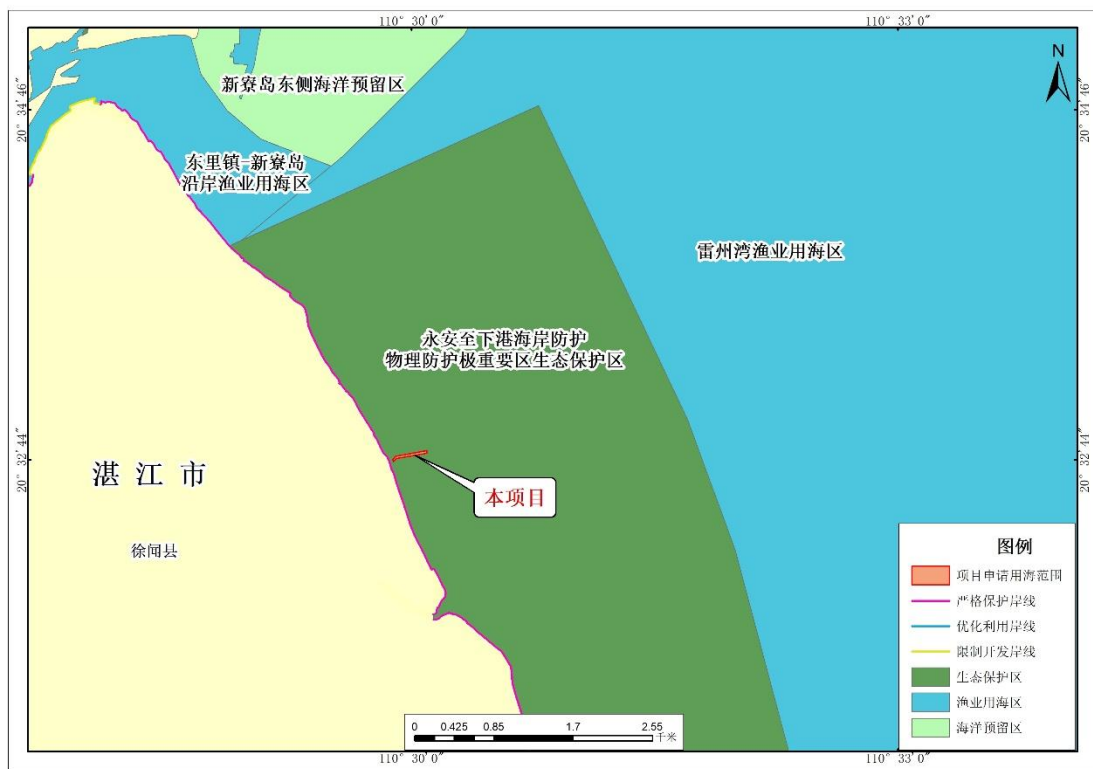 110° 30′ 0″
110° 33′ 0″
N
20° 34′ 46″
20° 34′ 46″
新寮岛东侧海洋预留区
东里镇-新寮岛
沿岸渔业用海区
雷州湾渔业用海区
永安至下港海岸防护
物理防护极重要区生态保护区
20° 32′ 44″
20° 32′ 44″
本项目
湛江市
徐闻县
图例
项目申请用海范围
严格保护岸线
优化利用岸线
限制开发岸线
生态保护区
渔业用海区
海洋预留区
0 0.425 0.85 1.7 2.55
千米
110° 30′ 0″
110° 33′ 0″